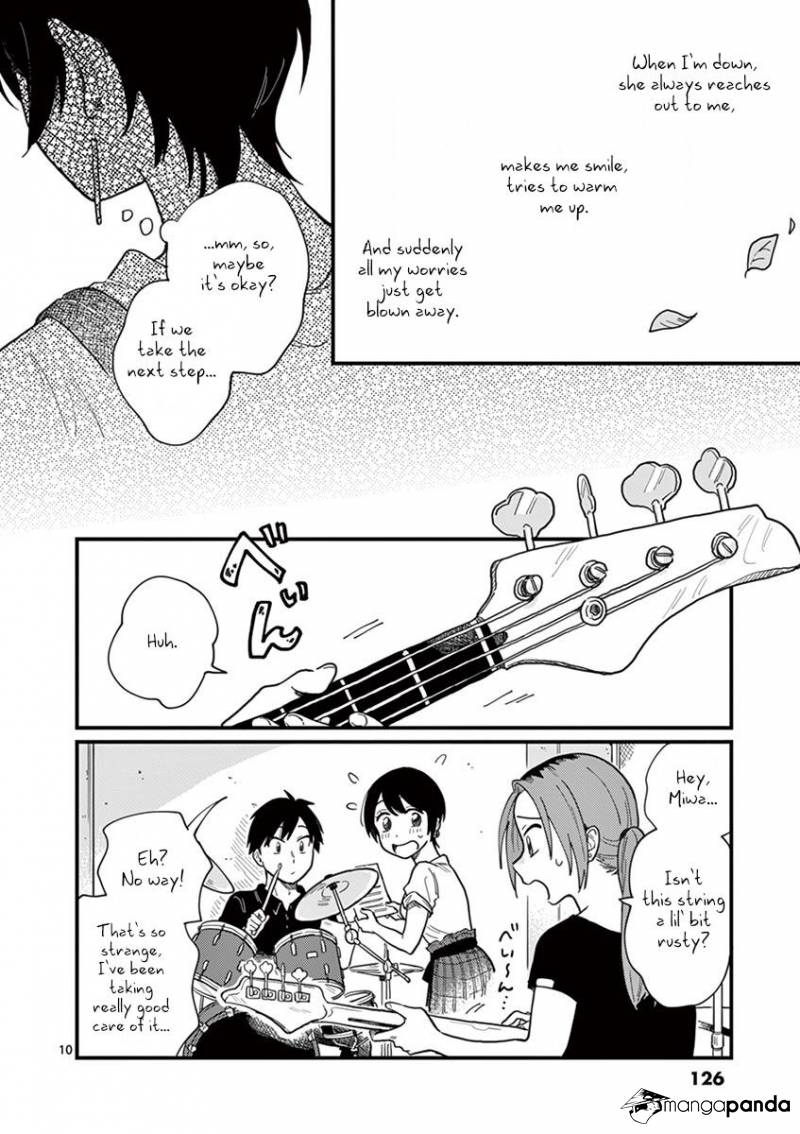 When I'm down,
she always reaches
out to me,
makes me smile,
tries to warm
me up.
And suddenly
all my worries
just get
blown away.
...mm, so,
maybe
it's okay?
If we
take the
next step...
べぃん
Huh.
Hey,
Miwa...
Isn't
this string
a lil' bit
rusty?
べぃ〜ん...
Eh?
No way!
That's so
strange,
I've been
taking
really good
care of it...
10
126
mangapanda